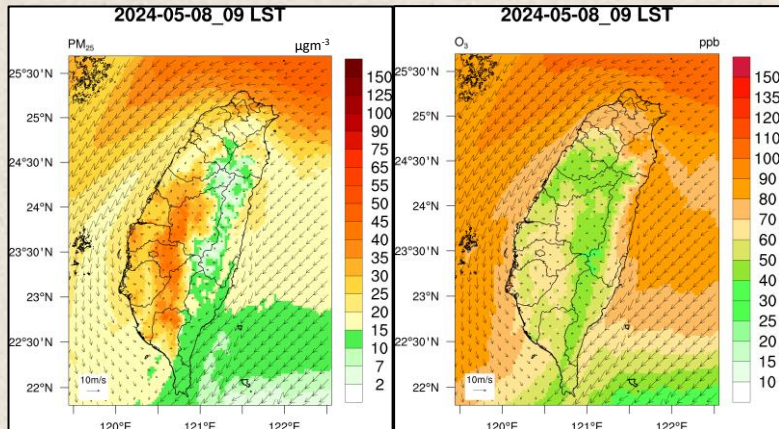 2024-05-08_09 LST
PM25
μgm-3
25°30'N
25°N
24°30'N
24°N
23°30'N
23°N
22°30'N
22°N
10m/s
120°E
121°E
122°E
150
125
100
90
75
65
55
50
45
40
35
30
25
20
15
10
7
2
2024-05-08_09 LST
O3
ppb
25°30'N
25°N
24°30'N
24°N
23°30'N
23°N
22°30'N
22°N
10m/s
120°E
121°E
122°E
150
135
120
110
100
90
80
70
60
50
40
30
25
20
15
10